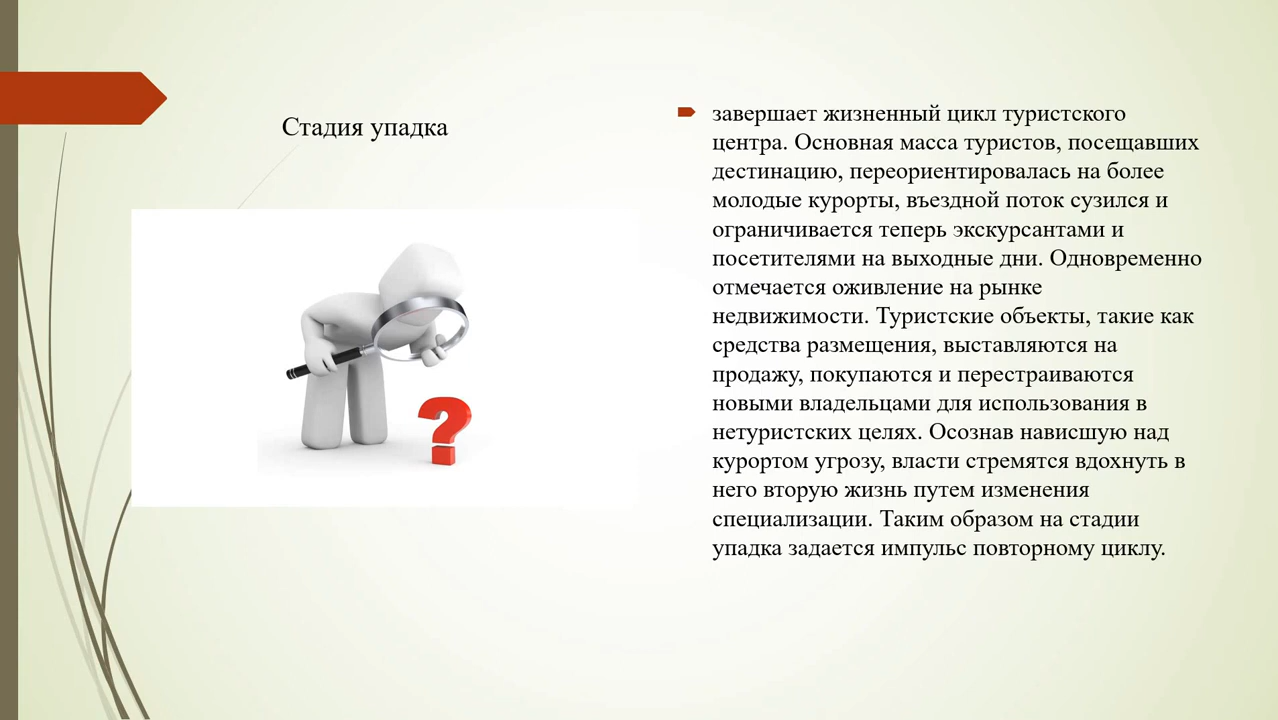 Стадия упадка
завершает жизненный цикл туристского
центра. Основная масса туристов, посещавших
дестинацию, переориентировалась на более
молодые курорты, въездной поток сузился и
ограничивается теперь экскурсантами и
посетителями на выходные дни. Одновременно
отмечается оживление на рынке
недвижимости. Туристские объекты, такие как
средства размещения, выставляются на
продажу, покупаются и перестраиваются
новыми владельцами для использования в
нетуристских целях. Осознав нависшую над
курортом угрозу, власти стремятся вдохнуть в
него вторую жизнь путем изменения
специализации. Таким образом на стадии
упадка задается импульс повторному циклу.
?